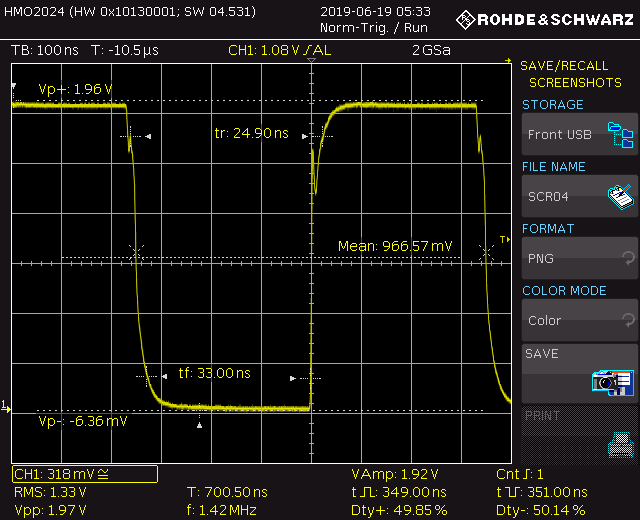 HMO2024 (HW 0x10130001; SW 04.531)
2019-06-19 05:33
Norm-Trig. / Run
ROHDE&SCHWARZ
TB: 100 ns T: -10.5 µs CH1: 1.08 V /AL 2 GSa
SAVE/RECALL
SCREENSHOTS
STORAGE
Front USB
FILE NAME
SCR04
FORMAT
PNG
COLOR MODE
Color
SAVE
PRINT
Vp+: 1.96 V
tr: 24.90 ns
Mean: 966.57 mV
T
tf: 33.00 ns
1
Vp-: -6.36 mV
CH1: 318 mV ≅
VAmp: 1.92 V
Cnt: 1
RMS: 1.33 V
T: 700.50 ns
t: 349.00 ns
t: 351.00 ns
Vpp: 1.97 V
f: 1.42 MHz
Dty+: 49.85 %
Dty-: 50.14 %